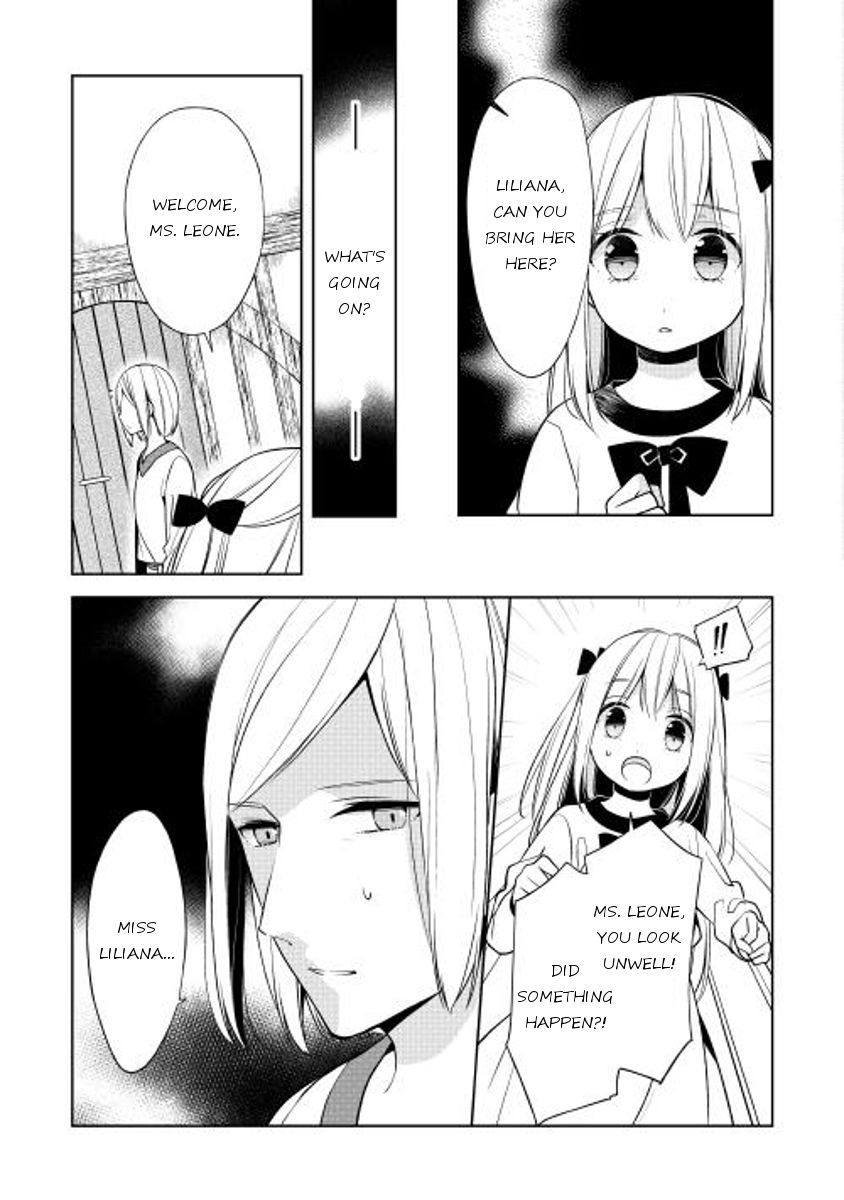 LILIANA,
CAN YOU
BRING HER
HERE?
WHAT'S
GOING
ON?
WELCOME,
MS. LEONE.
!!
MS. LEONE,
YOU LOOK
UNWELL!
DID
SOMETHING
HAPPEN?!
MISS
LILIANA...